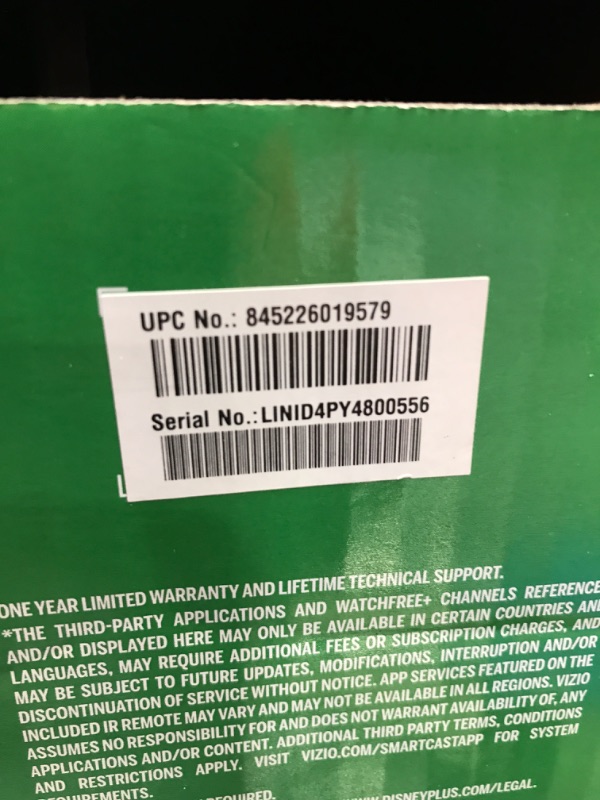 UPC No.: 845226019579
Serial No.:LINID4PY4800556
ONE YEAR LIMITED WARRANTY AND LIFETIME TECHNICAL SUPPORT.
*THE THIRD-PARTY APPLICATIONS AND WATCHFREE+ CHANNELS REFERENCE
AND/OR DISPLAYED HERE MAY ONLY BE AVAILABLE IN CERTAIN COUNTRIES AN
LANGUAGES, MAY REQUIRE ADDITIONAL FEES OR SUBSCRIPTION CHARGES, AND
MAY BE SUBJECT TO FUTURE UPDATES, MODIFICATIONS, INTERRUPTION AND/OR
DISCONTINUATION OF SERVICE WITHOUT NOTICE. APP SERVICES FEATURED ON THE
INCLUDED IR REMOTE MAY VARY AND MAY NOT BE AVAILABLE IN ALL REGIONS. VIZIO
ASSUMES NO RESPONSIBILITY FOR AND DOES NOT WARRANT AVAILABILITY OF, ANY
APPLICATIONS AND/OR CONTENT. ADDITIONAL THIRD PARTY TERMS, CONDITIONS
AND RESTRICTIONS APPLY. VISIT VIZIO.COM/SMARTCASTAPP FOR SYSTEM
REQUIREMENTS.
DISNEYPLUS.COM/LEGAL.